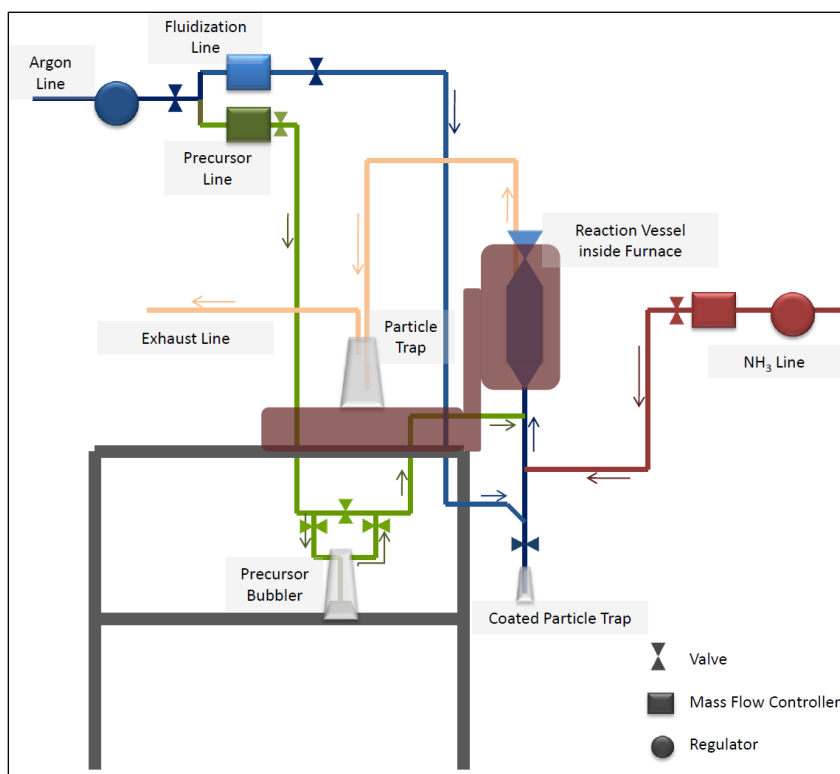 Fluidization
Line
Argon
Line
Precursor
Line
Reaction Vessel
inside Furnace
Exhaust Line
Particle
Trap
NH₃ Line
Precursor
Bubbler
Coated Particle Trap
Valve
Mass Flow Controller
Regulator